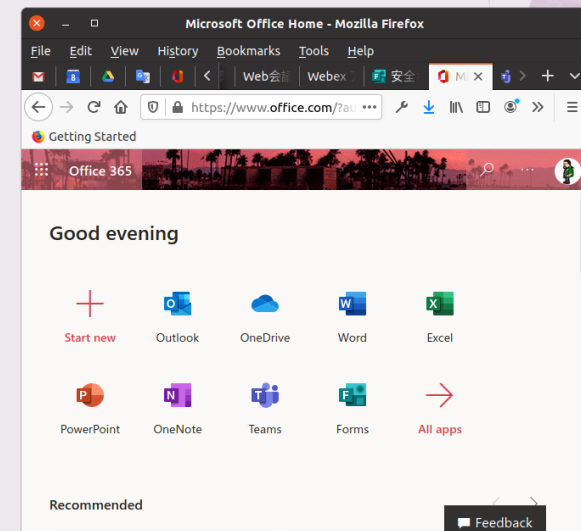 Microsoft Office Home - Mozilla Firefox
File Edit View History Bookmarks Tools Help
Web会 Webex 安全 M
https://www.office.com/?au
Getting Started
Office 365
Good evening
Start new Outlook OneDrive Word Excel
PowerPoint OneNote Teams Forms All apps
Recommended
Feedback